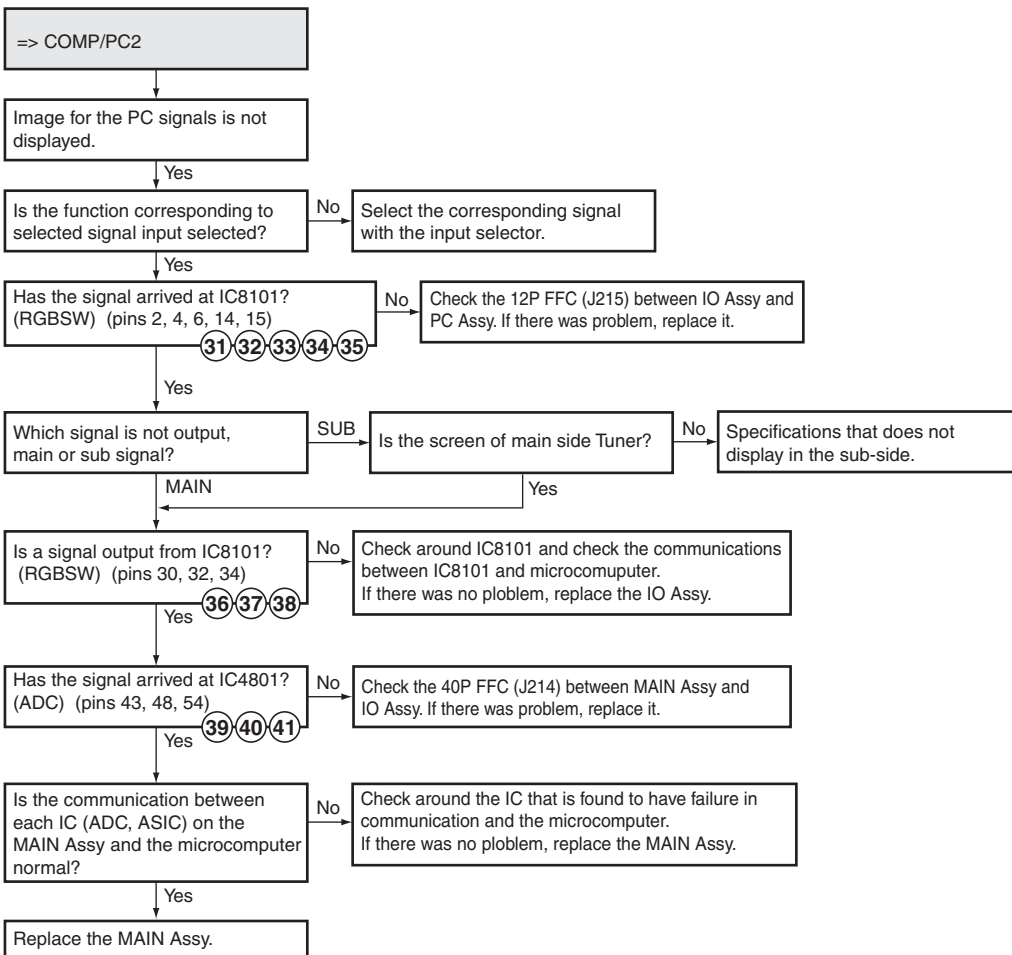 => COMP/PC2
Image for the PC signals is not
displayed.
Yes
Is the function corresponding to
selected signal input selected?
No
Select the corresponding signal
with the input selector.
Yes
Has the signal arrived at IC8101?
(RGBSW) (pins 2, 4, 6, 14, 15)
31 32 33 34 35
No
Check the 12P FFC (J215) between IO Assy and
PC Assy. If there was problem, replace it.
Yes
Which signal is not output,
main or sub signal?
SUB
Is the screen of main side Tuner?
No
Specifications that does not
display in the sub-side.
MAIN
Yes
Is a signal output from IC8101?
(RGBSW) (pins 30, 32, 34)
36 37 38
No
Check around IC8101 and check the communications
between IC8101 and microcomuputer.
If there was no ploblem, replace the IO Assy.
Yes
Has the signal arrived at IC4801?
(ADC) (pins 43, 48, 54)
39 40 41
No
Check the 40P FFC (J214) between MAIN Assy and
IO Assy. If there was problem, replace it.
Yes
Is the communication between
each IC (ADC, ASIC) on the
MAIN Assy and the microcomputer
normal?
No
Check around the IC that is found to have failure in
communication and the microcomputer.
If there was no ploblem, replace the MAIN Assy.
Yes
Replace the MAIN Assy.